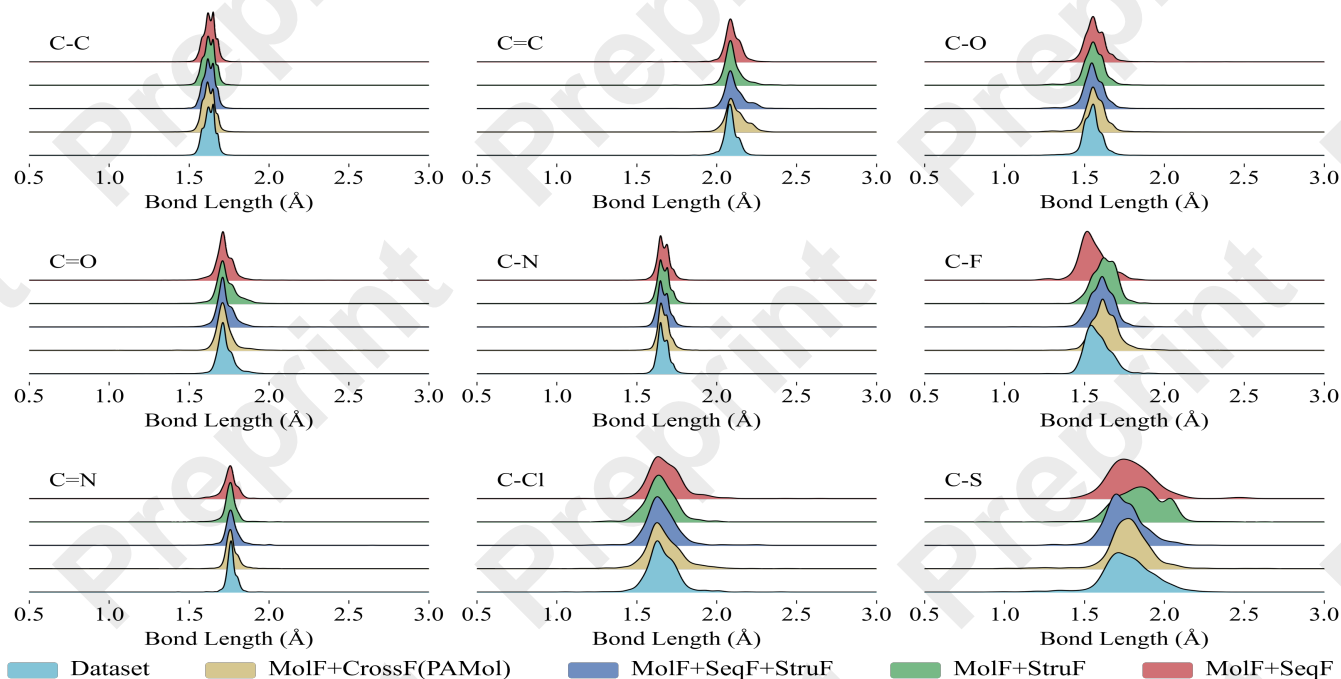 C-C
C=C
C-O
0.5 1.0 1.5 2.0 2.5 3.0
0.5 1.0 1.5 2.0 2.5 3.0
0.5 1.0 1.5 2.0 2.5 3.0
Bond Length (Å)
Bond Length (Å)
Bond Length (Å)
C=O
C-N
C-F
0.5 1.0 1.5 2.0 2.5 3.0
0.5 1.0 1.5 2.0 2.5 3.0
0.5 1.0 1.5 2.0 2.5 3.0
Bond Length (Å)
Bond Length (Å)
Bond Length (Å)
C=N
C-Cl
C-S
0.5 1.0 1.5 2.0 2.5 3.0
0.5 1.0 1.5 2.0 2.5 3.0
0.5 1.0 1.5 2.0 2.5 3.0
Bond Length (Å)
Bond Length (Å)
Bond Length (Å)
Dataset MolF+CrossF(PAMol) MolF+SeqF+StruF MolF+StruF MolF+SeqF
Preprint
Preprint
Preprint
Preprint
Preprint
Preprint